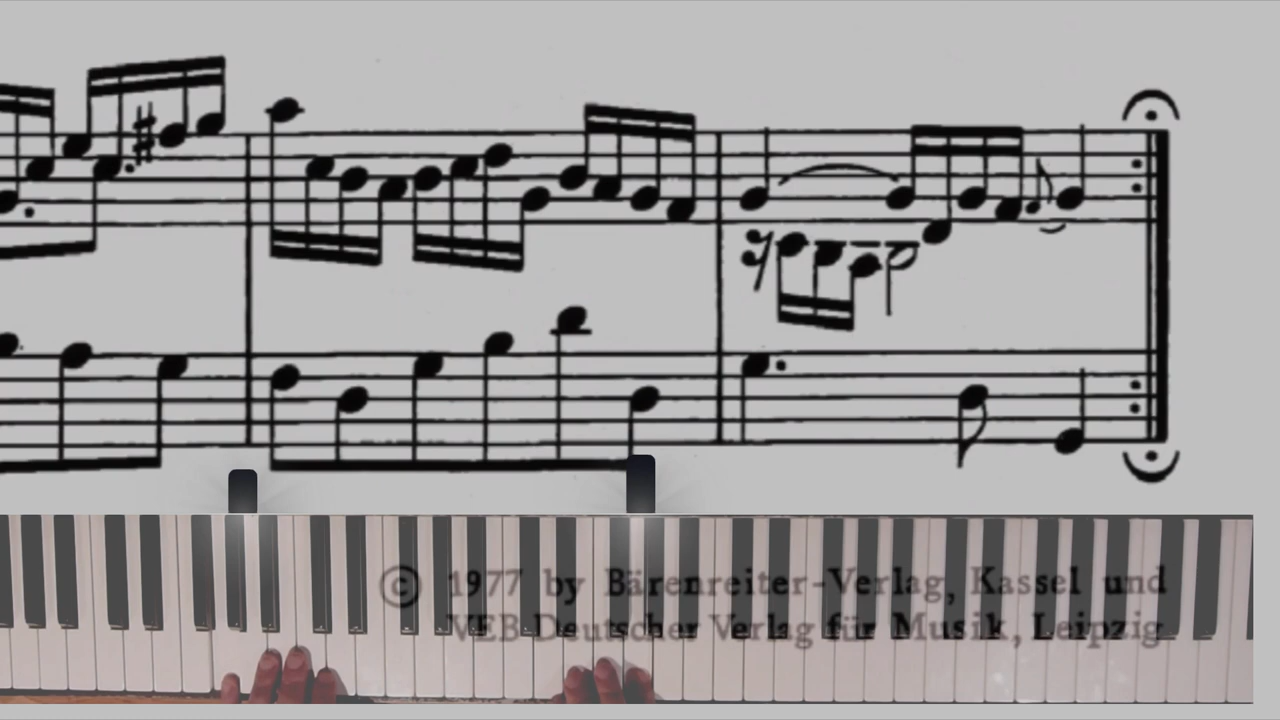 © 1977 by Bärenreiter-Verlag, Kassel und
VEB Deutscher Verlag für Musik, Leipzig